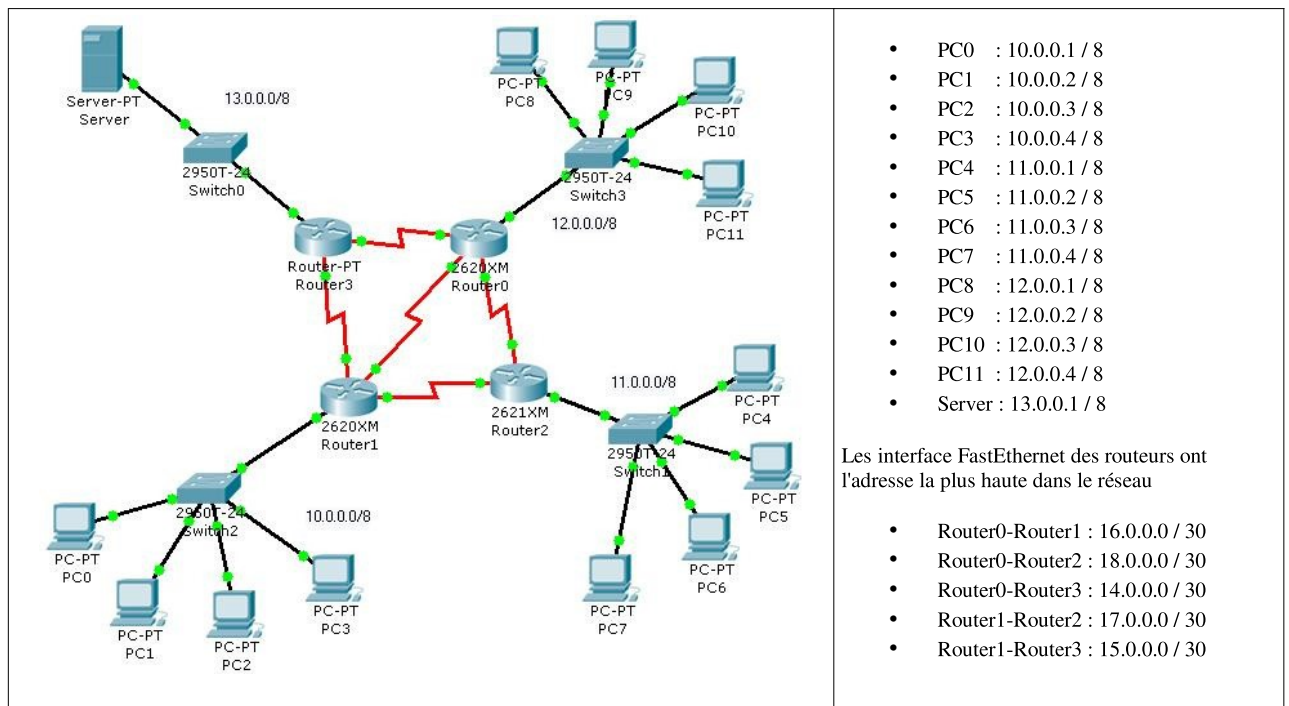 Server-PT
Server
13.0.0.0/8
2950T-24
Switch0
PC-PT
PC8
PC-PT
PC9
PC-PT
PC10
PC-PT
PC11
2950T-24
Switch3
12.0.0.0/8
Router-PT
Router3
2620XM
Router0
2620XM
Router1
2621XM
Router2
11.0.0.0/8
PC-PT
PC4
2950T-24
Switch1
PC-PT
PC5
PC-PT
PC6
PC-PT
PC7
2950T-24
Switch2
10.0.0.0/8
PC-PT
PC0
PC-PT
PC1
PC-PT
PC2
PC-PT
PC3
• PC0 : 10.0.0.1 / 8
• PC1 : 10.0.0.2 / 8
• PC2 : 10.0.0.3 / 8
• PC3 : 10.0.0.4 / 8
• PC4 : 11.0.0.1 / 8
• PC5 : 11.0.0.2 / 8
• PC6 : 11.0.0.3 / 8
• PC7 : 11.0.0.4 / 8
• PC8 : 12.0.0.1 / 8
• PC9 : 12.0.0.2 / 8
• PC10 : 12.0.0.3 / 8
• PC11 : 12.0.0.4 / 8
• Server : 13.0.0.1 / 8
Les interface FastEthernet des routeurs ont
l'adresse la plus haute dans le réseau
• Router0-Router1 : 16.0.0.0 / 30
• Router0-Router2 : 18.0.0.0 / 30
• Router0-Router3 : 14.0.0.0 / 30
• Router1-Router2 : 17.0.0.0 / 30
• Router1-Router3 : 15.0.0.0 / 30